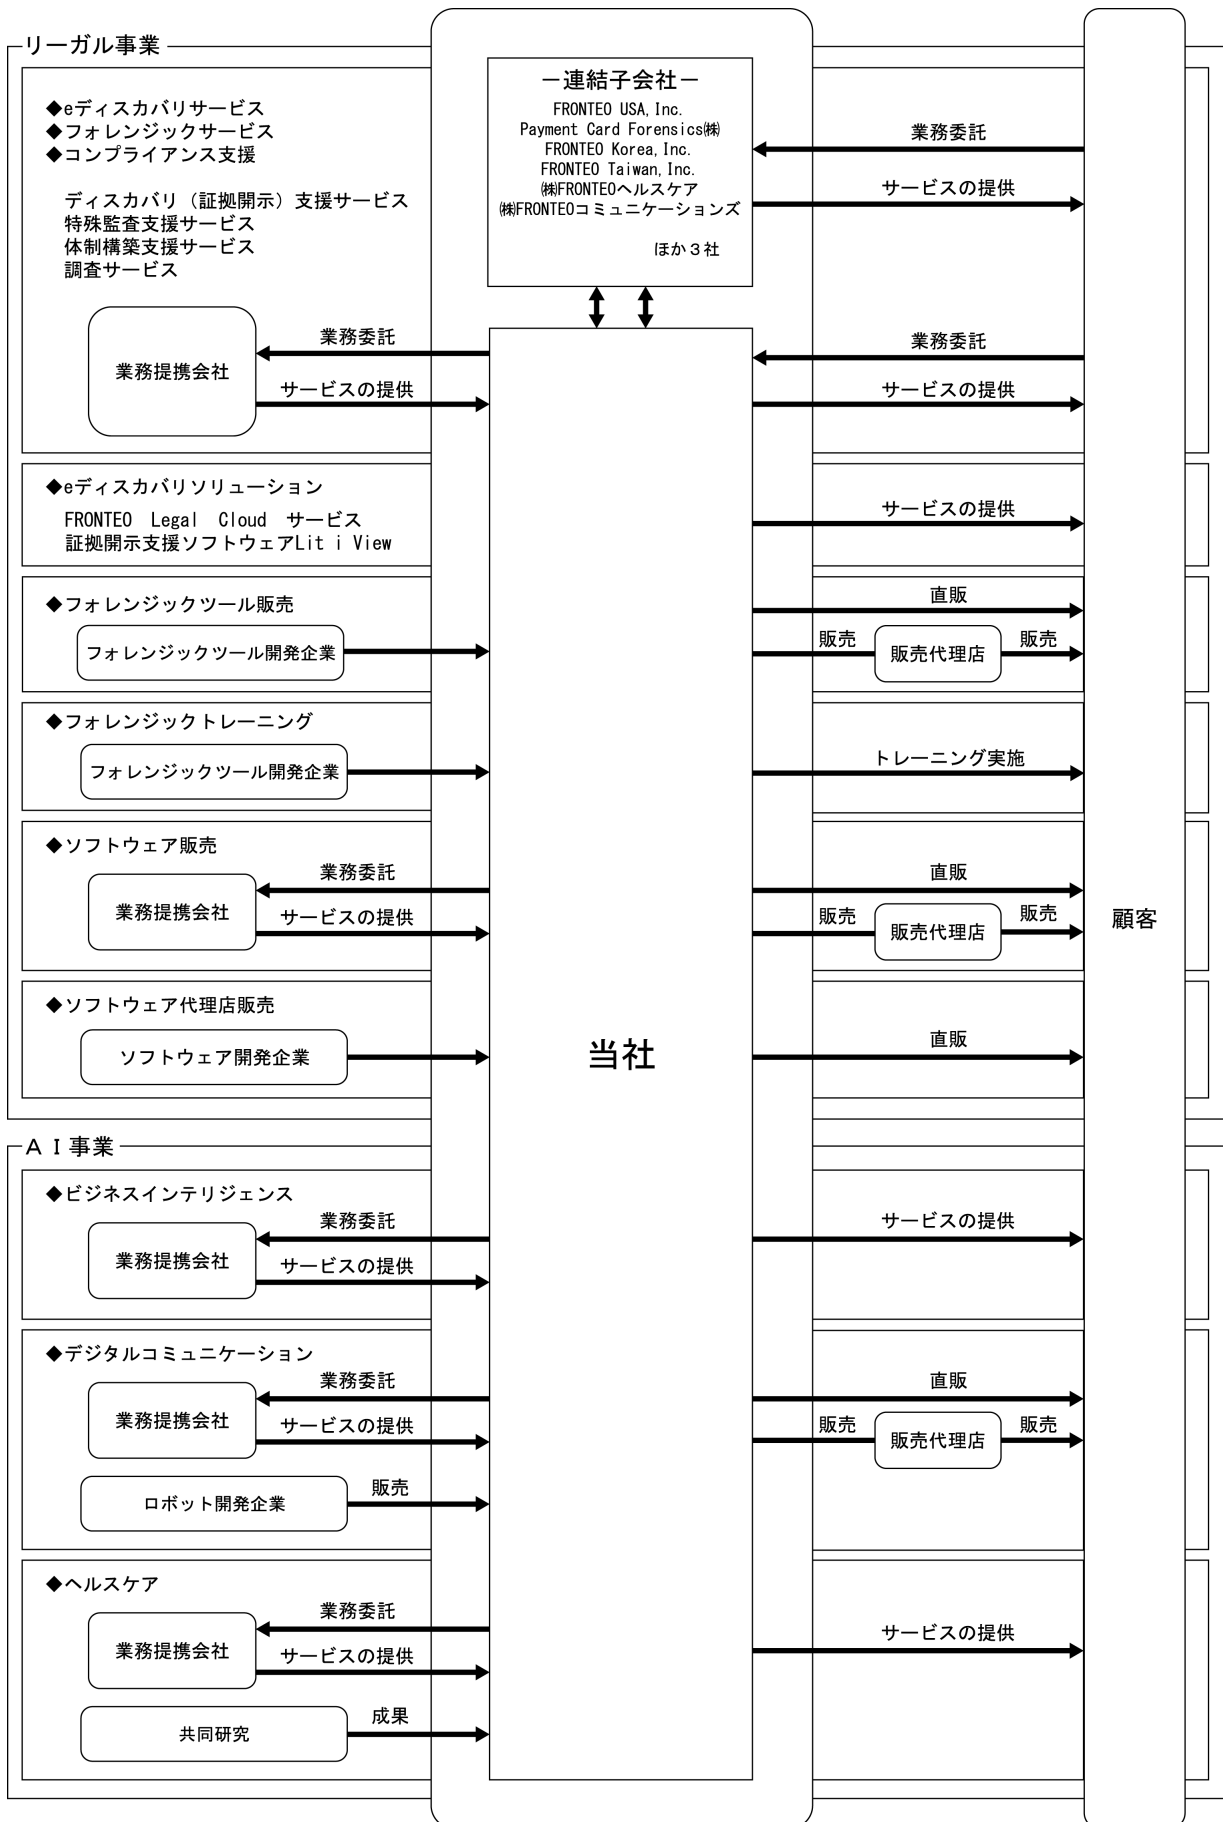 リーガル事業
◆eディスカバリサービス
◆フォレンジックサービス
◆コンプライアンス支援
ディスカバリ（証拠開示）支援サービス
特殊監査支援サービス
体制構築支援サービス
調査サービス
－連結子会社－
FRONTEO USA, Inc.
Payment Card Forensics㈱
FRONTEO Korea, Inc.
FRONTEO Taiwan, Inc.
㈱FRONTEOヘルスケア
㈱FRONTEOコミュニケーションズ
ほか３社
業務委託
サービスの提供
業務提携会社
業務委託
サービスの提供
業務委託
サービスの提供
◆eディスカバリソリューション
FRONTEO Legal Cloud サービス
証拠開示支援ソフトウェアLit i View
サービスの提供
◆フォレンジックツール販売
フォレンジックツール開発企業
直販
販売
販売代理店
販売
◆フォレンジックトレーニング
フォレンジックツール開発企業
トレーニング実施
◆ソフトウェア販売
業務提携会社
業務委託
サービスの提供
直販
販売
販売代理店
販売
顧客
◆ソフトウェア代理店販売
ソフトウェア開発企業
当社
直販
ＡＩ事業
◆ビジネスインテリジェンス
業務提携会社
業務委託
サービスの提供
サービスの提供
◆デジタルコミュニケーション
業務提携会社
業務委託
サービスの提供
直販
販売
販売代理店
販売
ロボット開発企業
販売
◆ヘルスケア
業務提携会社
業務委託
サービスの提供
サービスの提供
共同研究
成果